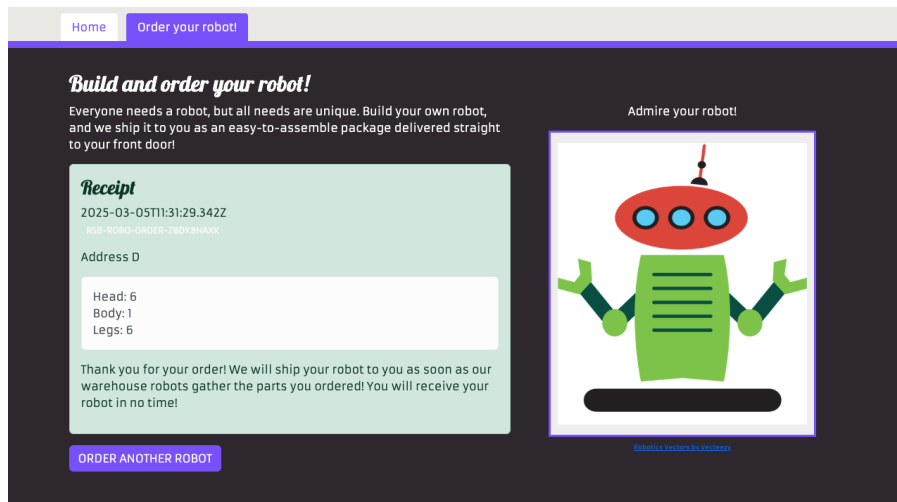 Home
Order your robot!
Build and order your robot!
Everyone needs a robot, but all needs are unique. Build your own robot,
and we ship it to you as an easy-to-assemble package delivered straight
to your front door!
Receipt
2025-03-05T11:31:29.342Z
RSB-ROBO-ORDER-ZBDK8HAXK
Address D
Head: 6
Body: 1
Legs: 6
Thank you for your order! We will ship your robot to you as soon as our
warehouse robots gather the parts you ordered! You will receive your
robot in no time!
ORDER ANOTHER ROBOT
Admire your robot!
Robotics Vectors by Vecteezy